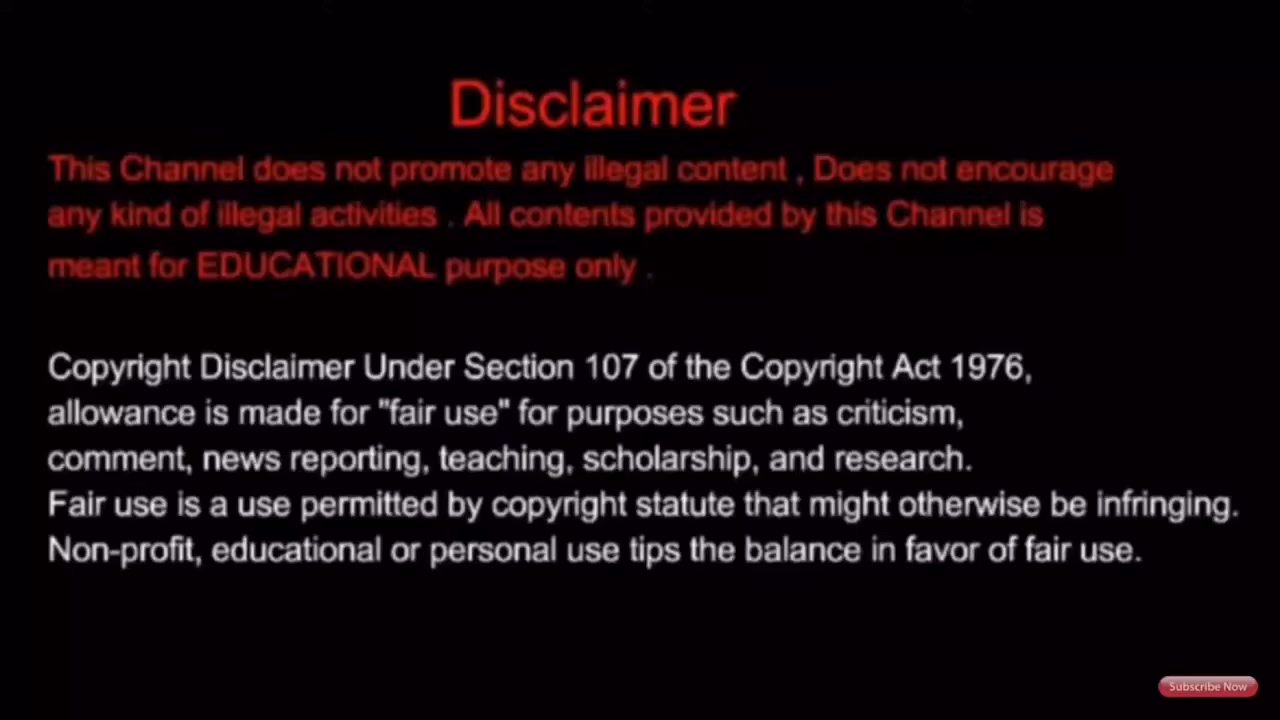 Disclaimer
This Channel does not promote any illegal content , Does not encourage
any kind of illegal activities . All contents provided by this Channel is
meant for EDUCATIONAL purpose only .
Copyright Disclaimer Under Section 107 of the Copyright Act 1976,
allowance is made for "fair use" for purposes such as criticism,
comment, news reporting, teaching, scholarship, and research.
Fair use is a use permitted by copyright statute that might otherwise be infringing.
Non-profit, educational or personal use tips the balance in favor of fair use.
Subscribe Now